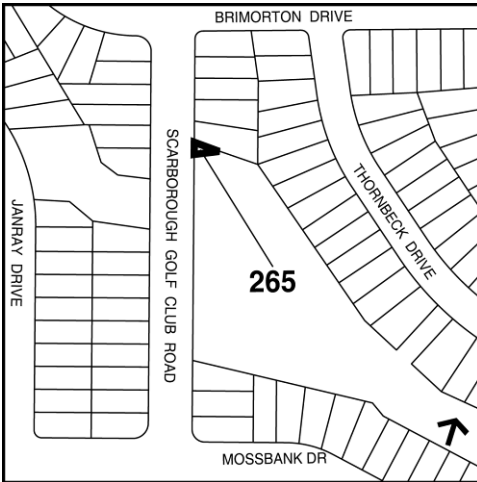 BRIMORTON DRIVE
SCARBOROUGH GOLF CLUB ROAD
THORNBECK DRIVE
JANRAY DRIVE
265
MOSSBANK DR